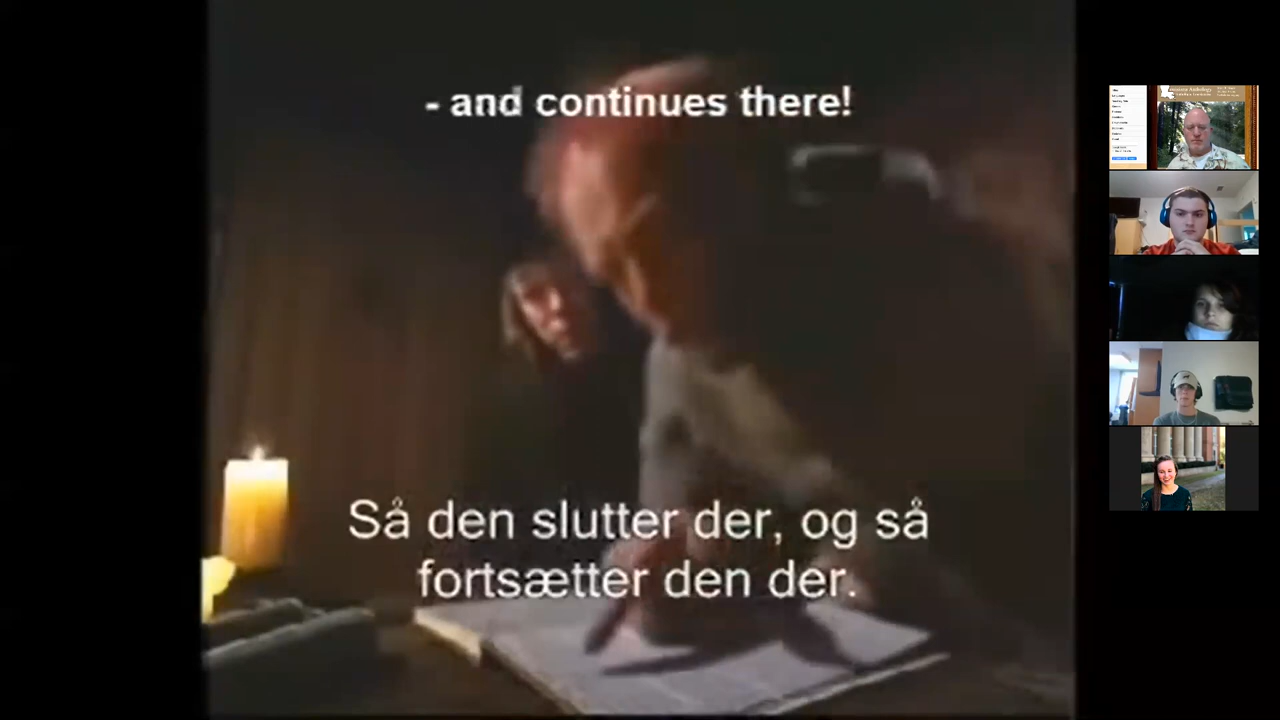 - and continues there!
Så den slutter der, og så
fortsætter den der.